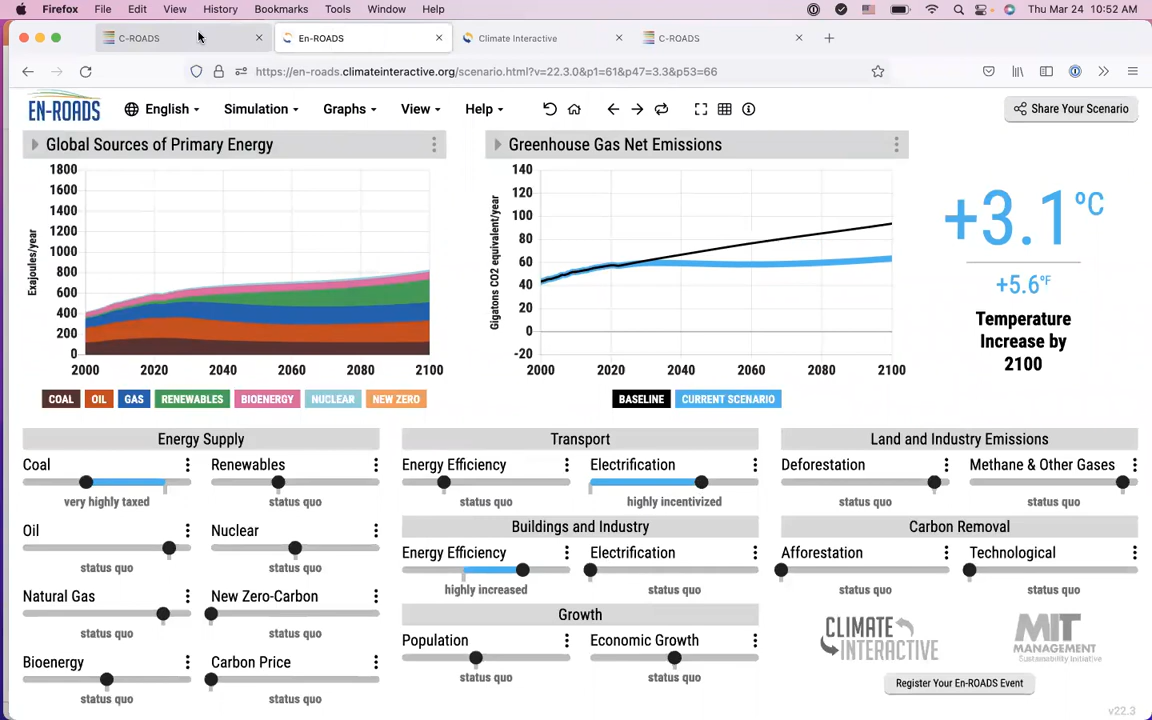 Firefox File Edit View History Bookmarks Tools Window Help Thu Mar 24 10:52 AM
C-ROADS En-ROADS Climate Interactive C-ROADS
https://en-roads.climateinteractive.org/scenario.html?v=22.3.0&p1=61&p47=3.3&p53=66
EN-ROADS English Simulation Graphs View Help Share Your Scenario
Global Sources of Primary Energy
Exajoules/year
1800
1600
1400
1200
1000
800
600
400
200
0
2000 2020 2040 2060 2080 2100
COAL OIL GAS RENEWABLES BIOENERGY NUCLEAR NEW ZERO
Greenhouse Gas Net Emissions
Gigatons CO2 equivalent/year
140
120
100
80
60
40
20
0
-20
2000 2020 2040 2060 2080 2100
BASELINE CURRENT SCENARIO
+3.1ºC
+5.6°F
Temperature
Increase by
2100
Energy Supply
Coal Renewables
very highly taxed status quo
Oil Nuclear
status quo status quo
Natural Gas New Zero-Carbon
status quo status quo
Bioenergy Carbon Price
status quo status quo
Transport
Energy Efficiency Electrification
status quo highly incentivized
Buildings and Industry
Energy Efficiency Electrification
highly increased status quo
Growth
Population Economic Growth
status quo status quo
Land and Industry Emissions
Deforestation Methane & Other Gases
status quo status quo
Carbon Removal
Afforestation Technological
status quo status quo
CLIMATE
INTERACTIVE
MIT
MANAGEMENT
Sustainability Initiative
Register Your En-ROADS Event
v22.3